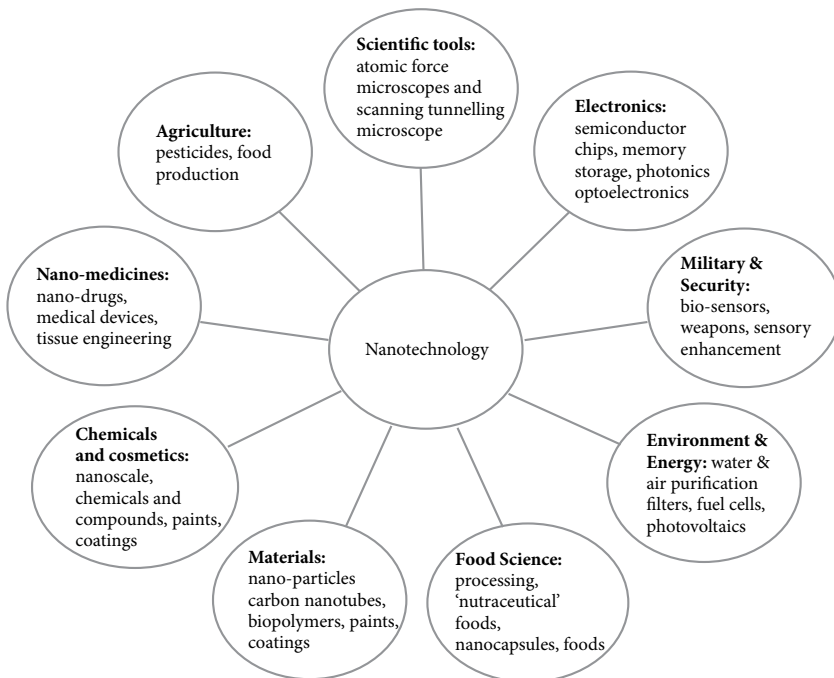 Scientific tools:
atomic force
microscopes and
scanning tunnelling
microscope
Electronics:
semiconductor
chips, memory
storage, photonics
optoelectronics
Military &
Security:
bio-sensors,
weapons, sensory
enhancement
Environment &
Energy: water &
air purification
filters, fuel cells,
photovoltaics
Food Science:
processing,
‘nutraceutical’
foods,
nanocapsules, foods
Materials:
nano-particles
carbon nanotubes,
biopolymers, paints,
coatings
Chemicals
and cosmetics:
nanoscale,
chemicals and
compounds, paints,
coatings
Nano-medicines:
nano-drugs,
medical devices,
tissue engineering
Agriculture:
pesticides, food
production
Nanotechnology